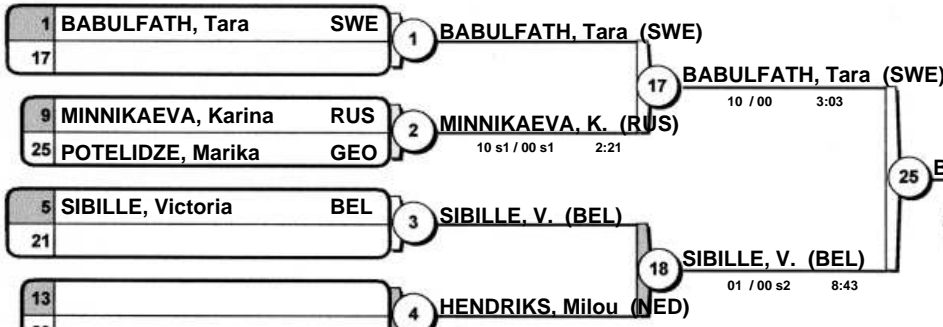 1 BABULFATH, Tara SWE
17
1
BABULFATH, Tara (SWE)
9 MINNIKAEVA, Karina RUS
25 POTELIDZE, Marika GEO
2
MINNIKAEVA, K. (RUS)
10 s1 / 00 s1 2:21
17
BABULFATH, Tara (SWE)
10 / 00 3:03
5 SIBILLE, Victoria BEL
21
3
SIBILLE, V. (BEL)
13
4
HENDRIKS, Milou (NED)
18
SIBILLE, V. (BEL)
01 / 00 s2 8:43
25